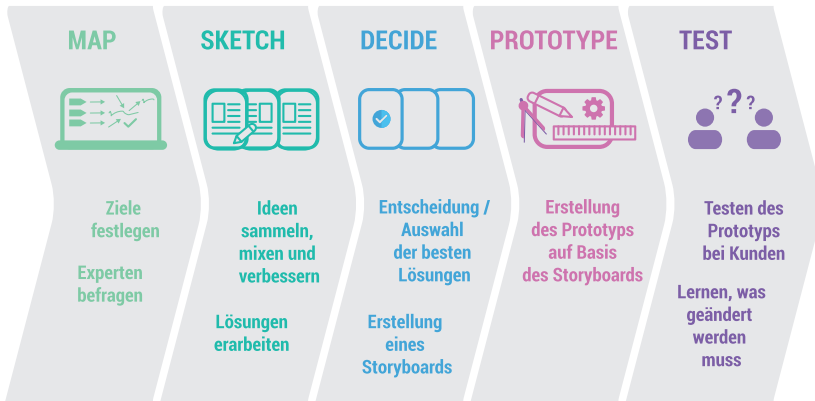 MAP
Ziele
festlegen
Experten
befragen
SKETCH
Ideen
sammeln,
mixen und
verbessern
Lösungen
erarbeiten
DECIDE
Entscheidung /
Auswahl
der besten
Lösungen
Erstellung
eines
Storyboards
PROTOTYPE
Erstellung
des Prototyps
auf Basis
des Storyboards
TEST
? ? ?
Testen des
Prototyps
bei Kunden
Lernen, was
geändert
werden
muss